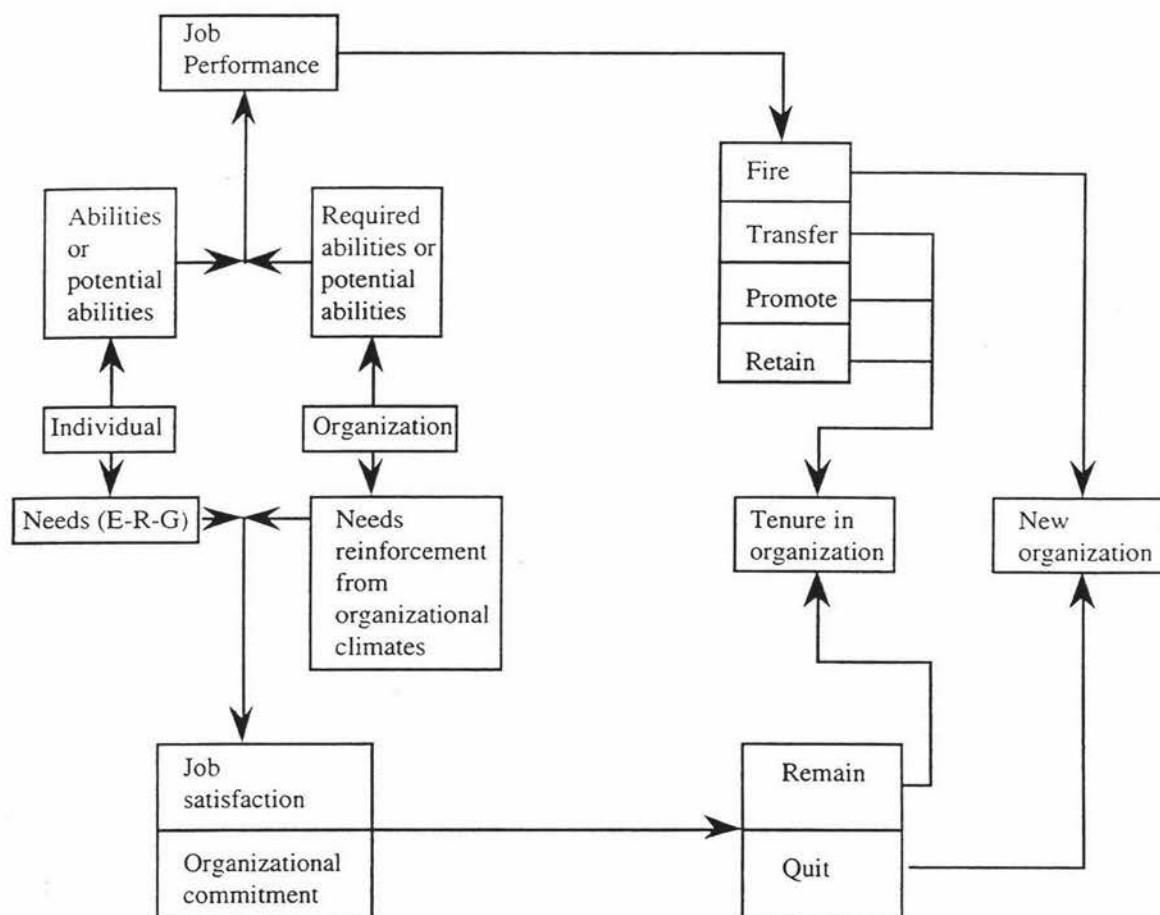 Job
Performance
Fire
Transfer
Promote
Retain
Abilities
or
potential
abilities
Required
abilities or
potential
abilities
Individual
Organization
Needs (E-R-G)
Needs
reinforcement
from
organizational
climates
Tenure in
organization
New
organization
Job
satisfaction
Organizational
commitment
Remain
Quit